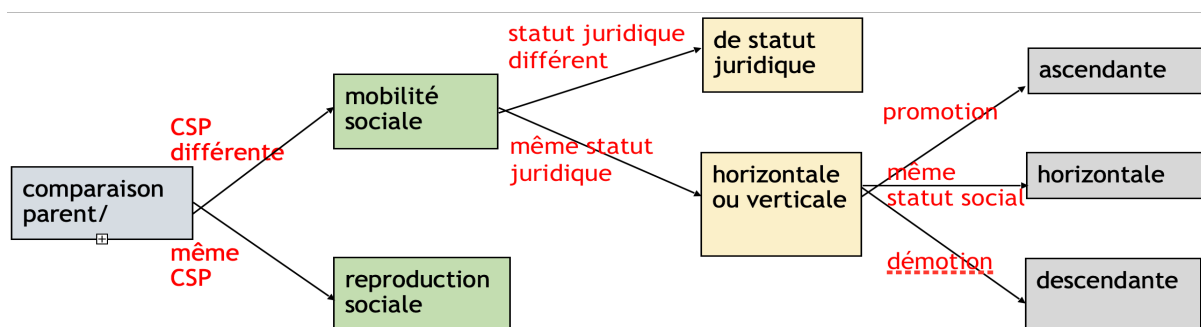 comparaison
parent/
CSP
différente
même
CSP
mobilité
sociale
reproduction
sociale
statut juridique
différent
même statut
juridique
de statut
juridique
horizontale
ou verticale
promotion
même
statut social
démotion
ascendante
horizontale
descendante